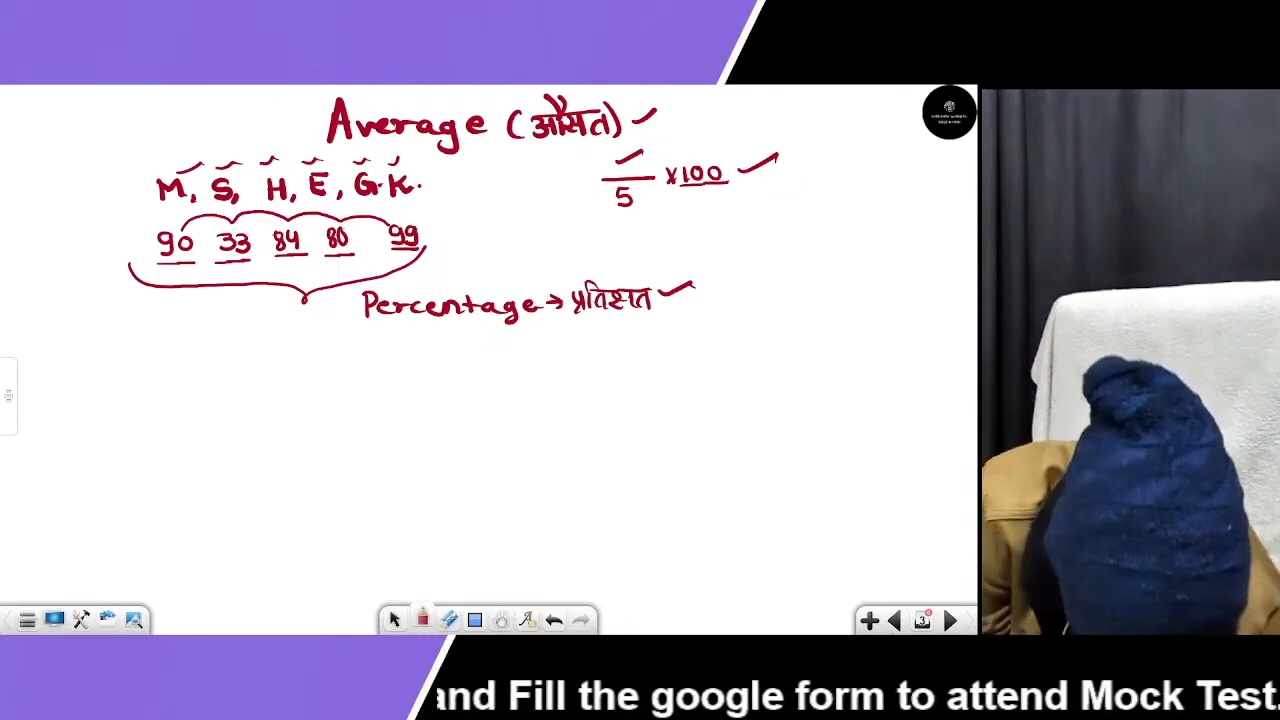 Average (औसत)
M, S, H, E, G.K.
90 33 84 80 99
5 ×100
Percentage → प्रतिशत
3
and Fill the google form to attend Mock Test.